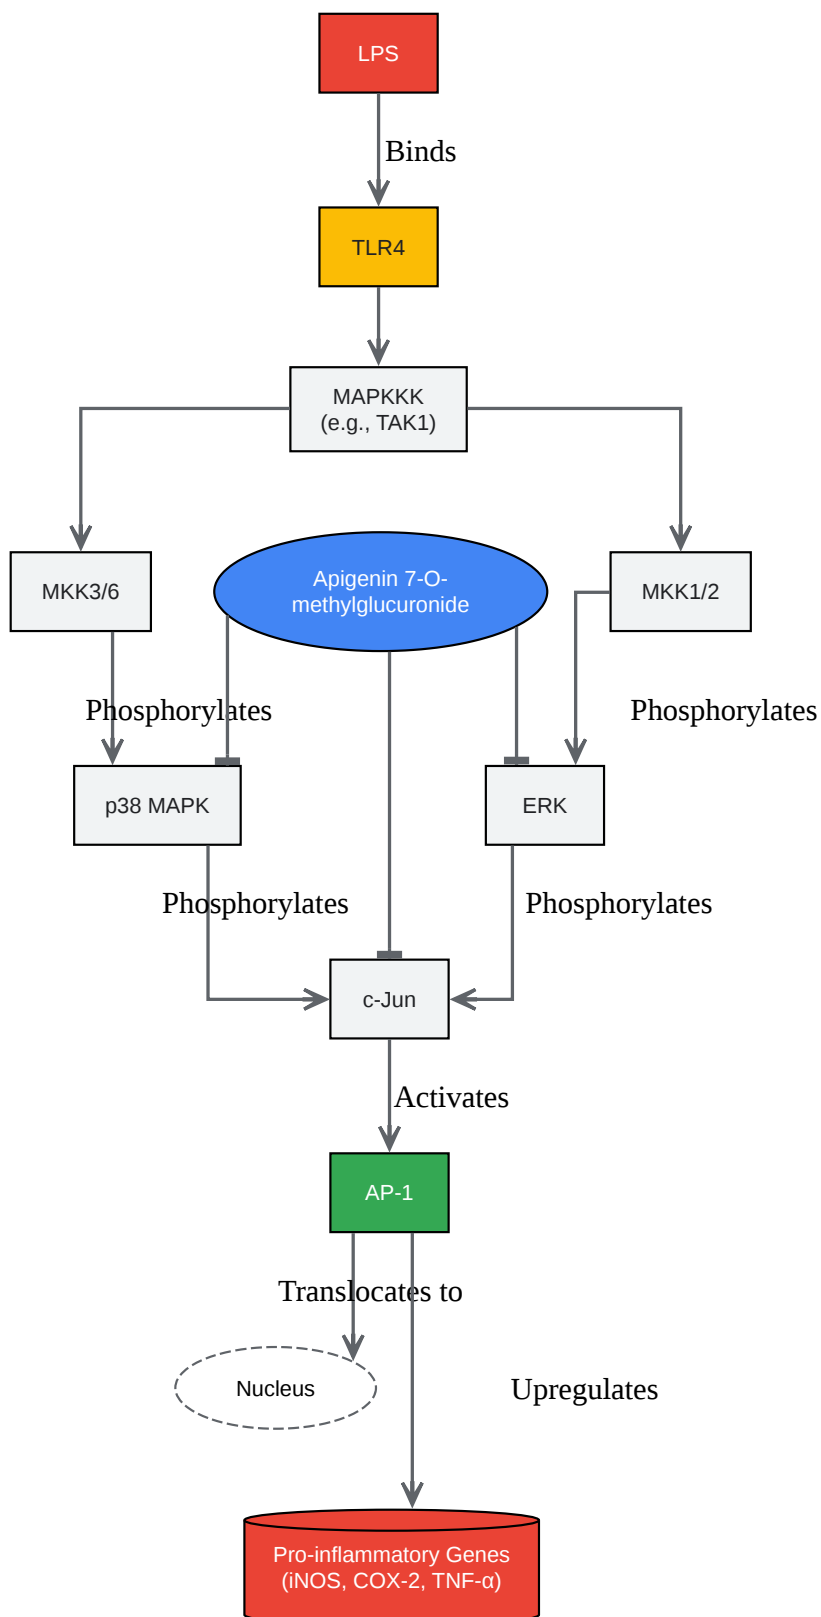 LPS
Binds
TLR4
MAPKKK
(e.g., TAK1)
MKK3/6
Apigenin 7-O-
methylglucuronide
MKK1/2
Phosphorylates
Phosphorylates
p38 MAPK
ERK
Phosphorylates
Phosphorylates
c-Jun
Activates
AP-1
Translocates to
Nucleus
Upregulates
Pro-inflammatory Genes
(iNOS, COX-2, TNF-α)